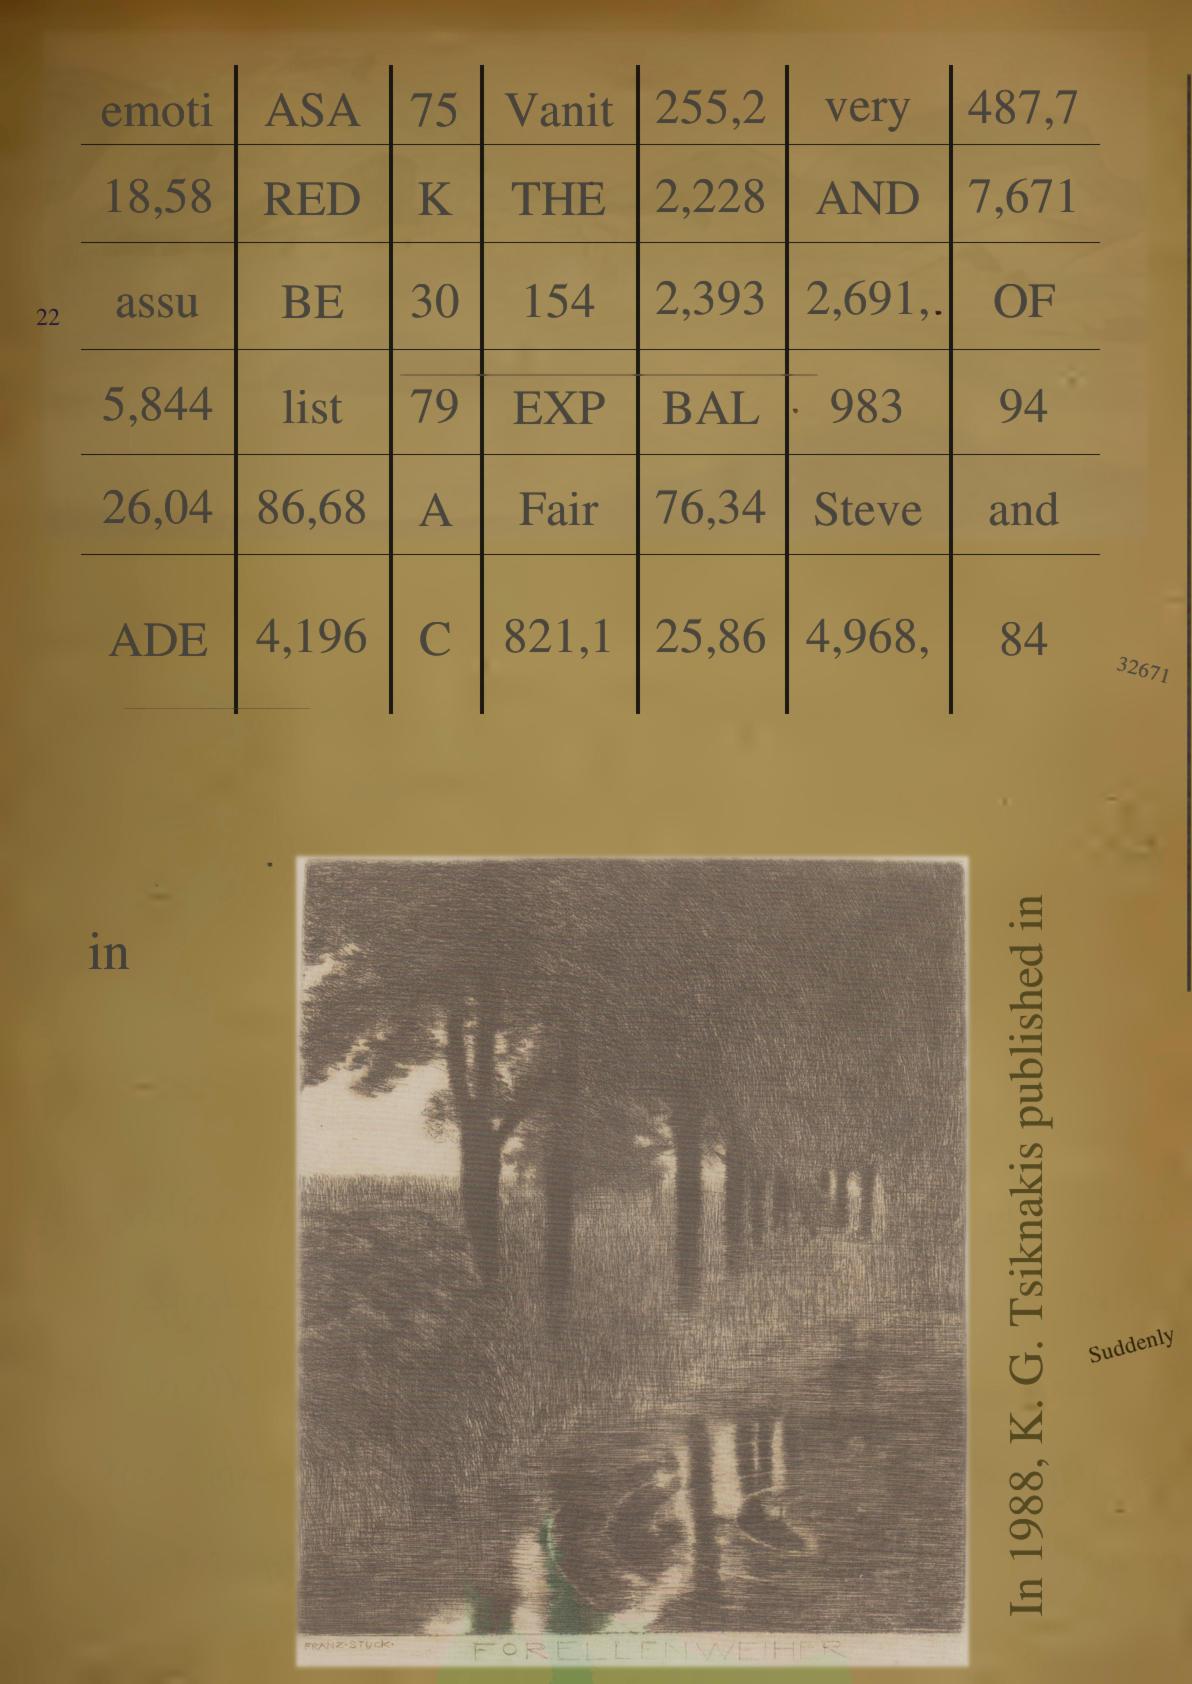 emoti ASA 75 Vanit 255,2 very 487,7
18,58 RED K THE 2,228 AND 7,671
assu BE 30 154 2,393 2,691, OF
22
5,844 list 79 EXP BAL 983 94
26,04 86,68 A Fair 76,34 Steve and
ADE 4,196 C 821,1 25,86 4,968, 84
32671
in
In 1988, K. G. Tsiknakis published in
Suddenly
FRANZ·STUCK·
FORELLENWEIHER